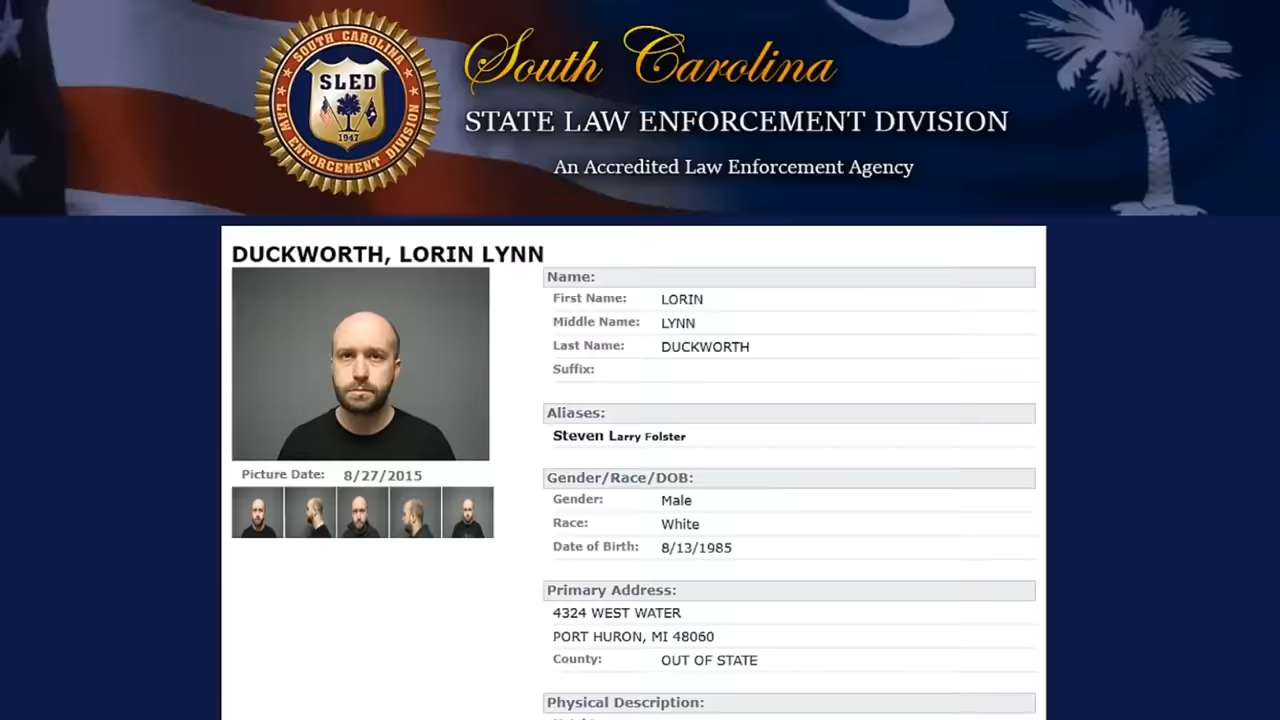 SOUTH CAROLINA
SLED
1947
LAW ENFORCEMENT DIVISION
South Carolina
STATE LAW ENFORCEMENT DIVISION
An Accredited Law Enforcement Agency
DUCKWORTH, LORIN LYNN
Picture Date: 8/27/2015
Name:
First Name: LORIN
Middle Name: LYNN
Last Name: DUCKWORTH
Suffix:
Aliases:
Steven Larry Folster
Gender/Race/DOB:
Gender: Male
Race: White
Date of Birth: 8/13/1985
Primary Address:
4324 WEST WATER
PORT HURON, MI 48060
County: OUT OF STATE
Physical Description: